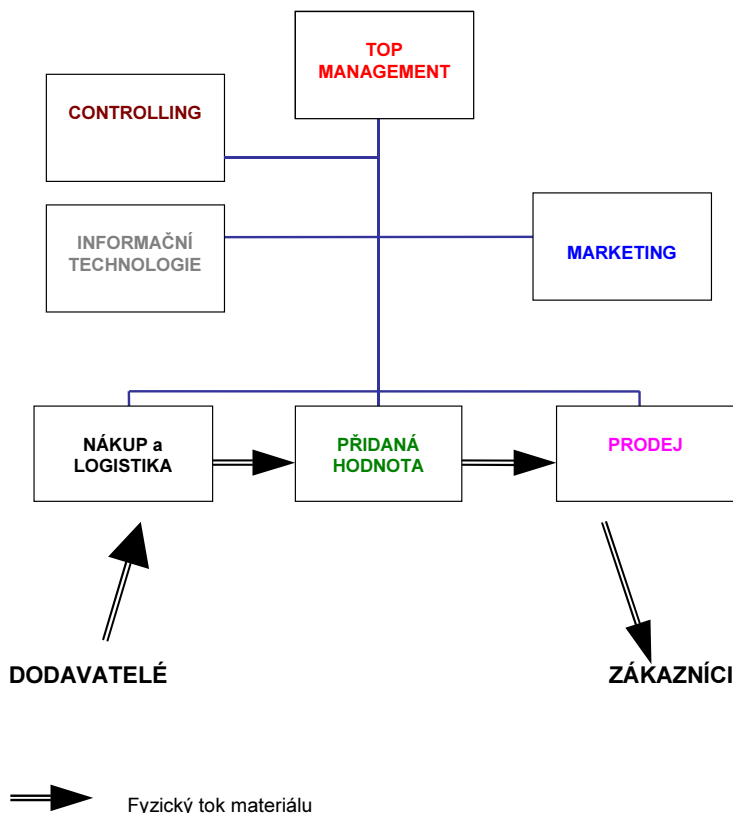 TOP
MANAGEMENT
CONTROLLING
INFORMAČNÍ
TECHNOLOGIE
MARKETING
NÁKUP a
LOGISTIKA
PŘIDANÁ
HODNOTA
PRODEJ
DODAVATELÉ
ZÁKAZNÍCI
Fyzický tok materiálu